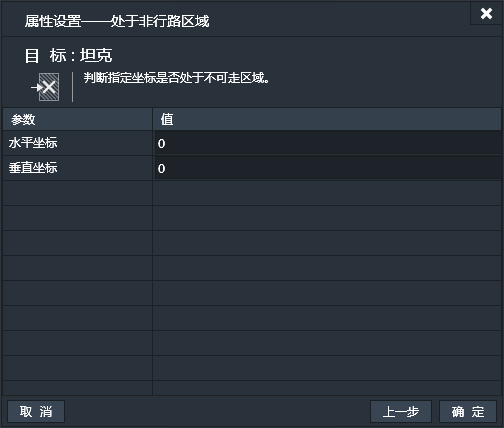 属性设置——处于非行路区域
目 标：坦克
判断指定坐标是否处于不可走区域。
参数 值
水平坐标 0
垂直坐标 0
取 消 上一步 确 定